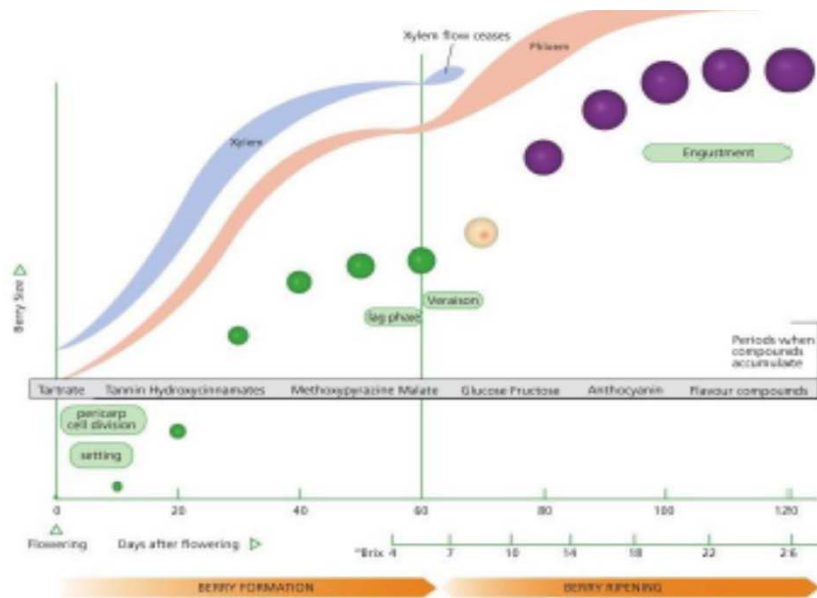 Xylem flow ceases
Phloem
Xylem
Engustment
Berry Size
Veraison
lag phase
Periods when
compounds
accumulate
Tartrate Tannin Hydroxycinnamates Methoxypyrazine Malate Glucose Fructose Anthocyanin Flavour compounds
pericarp
cell division
setting
0 20 40 60 80 100 120
Flowering Days after flowering
°Brix 4 7 10 14 18 22 26
BERRY FORMATION BERRY RIPENING